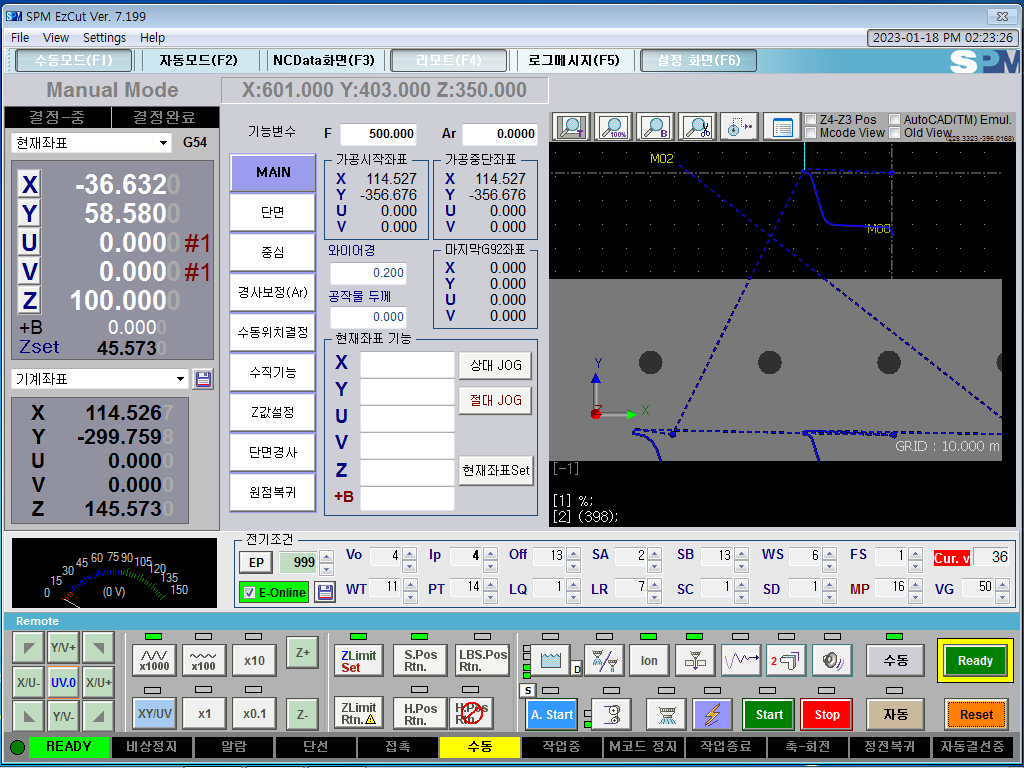 SPM SPM EzCut Ver. 7.199
File View Settings Help
2023-01-18 PM 02:23:26
수동모드(F1) 자동모드(F2) NCData화면(F3) 리모트(F4) 로그메시지(F5) 설정 화면(F6) SPM
Manual Mode X:601.000 Y:403.000 Z:350.000
결정-중 결정완료
현재좌표 G54
X -36.6320
Y 58.5800
U 0.0000 #1
V 0.0000 #1
Z 100.0000
+B 0.0000
Zset 45.5730
기계좌표
X 114.5267
Y -299.7598
U 0.0000
V 0.0000
Z 145.5730
기능변수 F 500.000 Ar 0.0000
MAIN
단면
중심
경사보정(Ar)
수동위치결정
수직기능
Z값설정
단면경사
원점복귀
가공시작좌표
X 114.527
Y -356.676
U 0.000
V 0.000
가공중단좌표
X 114.527
Y -356.676
U 0.000
V 0.000
와이어경
0.200
공작물 두께
0.000
마지막G92좌표
X 0.000
Y 0.000
U 0.000
V 0.000
현재좌표 기능
X
Y
U
V
Z
+B
상대 JOG
절대 JOG
현재좌표Set
T 100% B
Z4-Z3 Pos AutoCAD(TM) Emul.
Mcode View Old View
M02
M00
Y
X
Z
GRID : 10.000 m
[-1]
[1] %;
[2] (398);
0 15 30 45 60 75 90 105 120 135 150
(0 V)
전기조건
EP 999 Vo 4 Ip 4 Off 13 SA 2 SB 13 WS 6 FS 1 Cur. v 36
E-Online WT 11 PT 14 LQ 1 LR 7 SC 1 SD 1 MP 16 VG 50
Remote
Y/V+
X/U- UV.0 X/U+
Y/V-
x1000 x100 x10 Z+
XY/UV x1 x0.1 Z-
ZLimit Set S.Pos Rtn. LBS.Pos Rtn. D Ion 2 수동 Ready
ZLimit Rtn. H.Pos Rtn. S A. Start Start Stop 자동 Reset
READY 비상정지 알람 단선 접촉 수동 작업중 M코드 정지 작업종료 축-회전 정전복귀 자동결선중